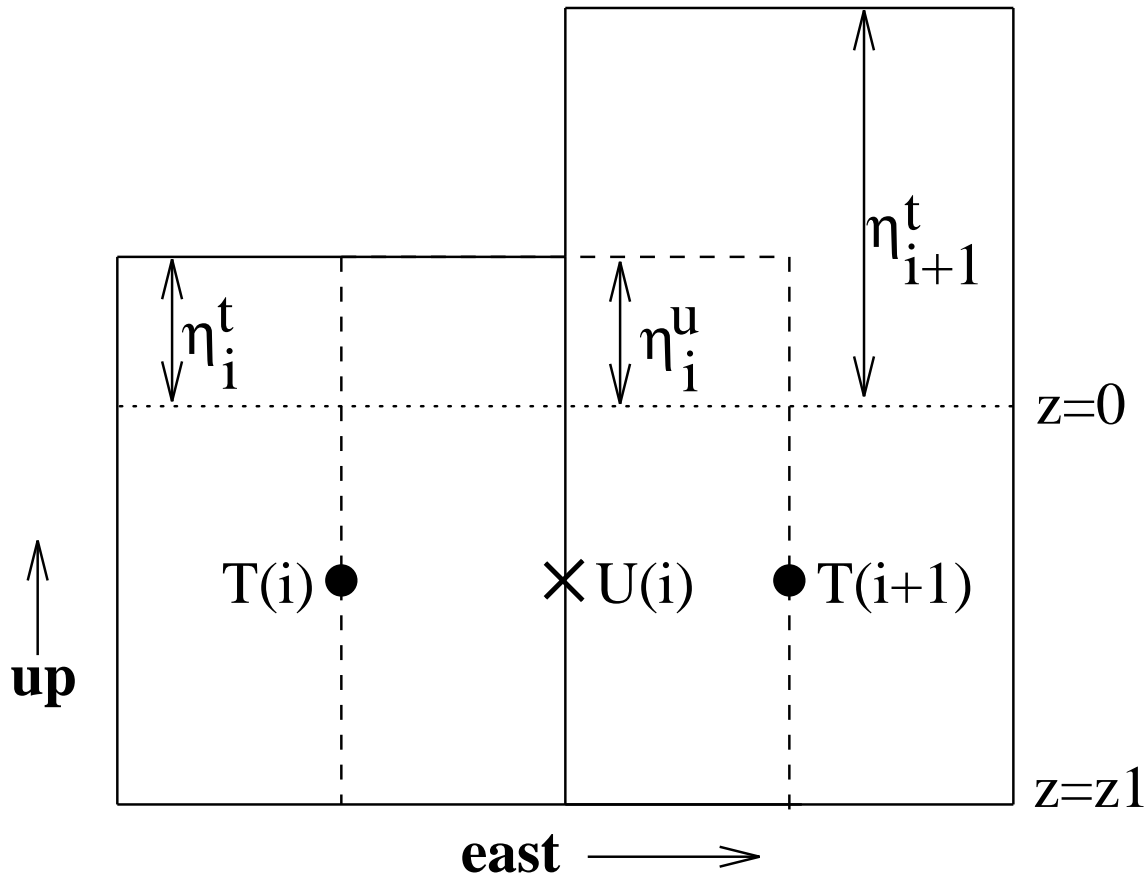 η^t_{i+1}
η^t_i
η^u_i
z=0
T(i)
U(i)
T(i+1)
up
z=z1
east